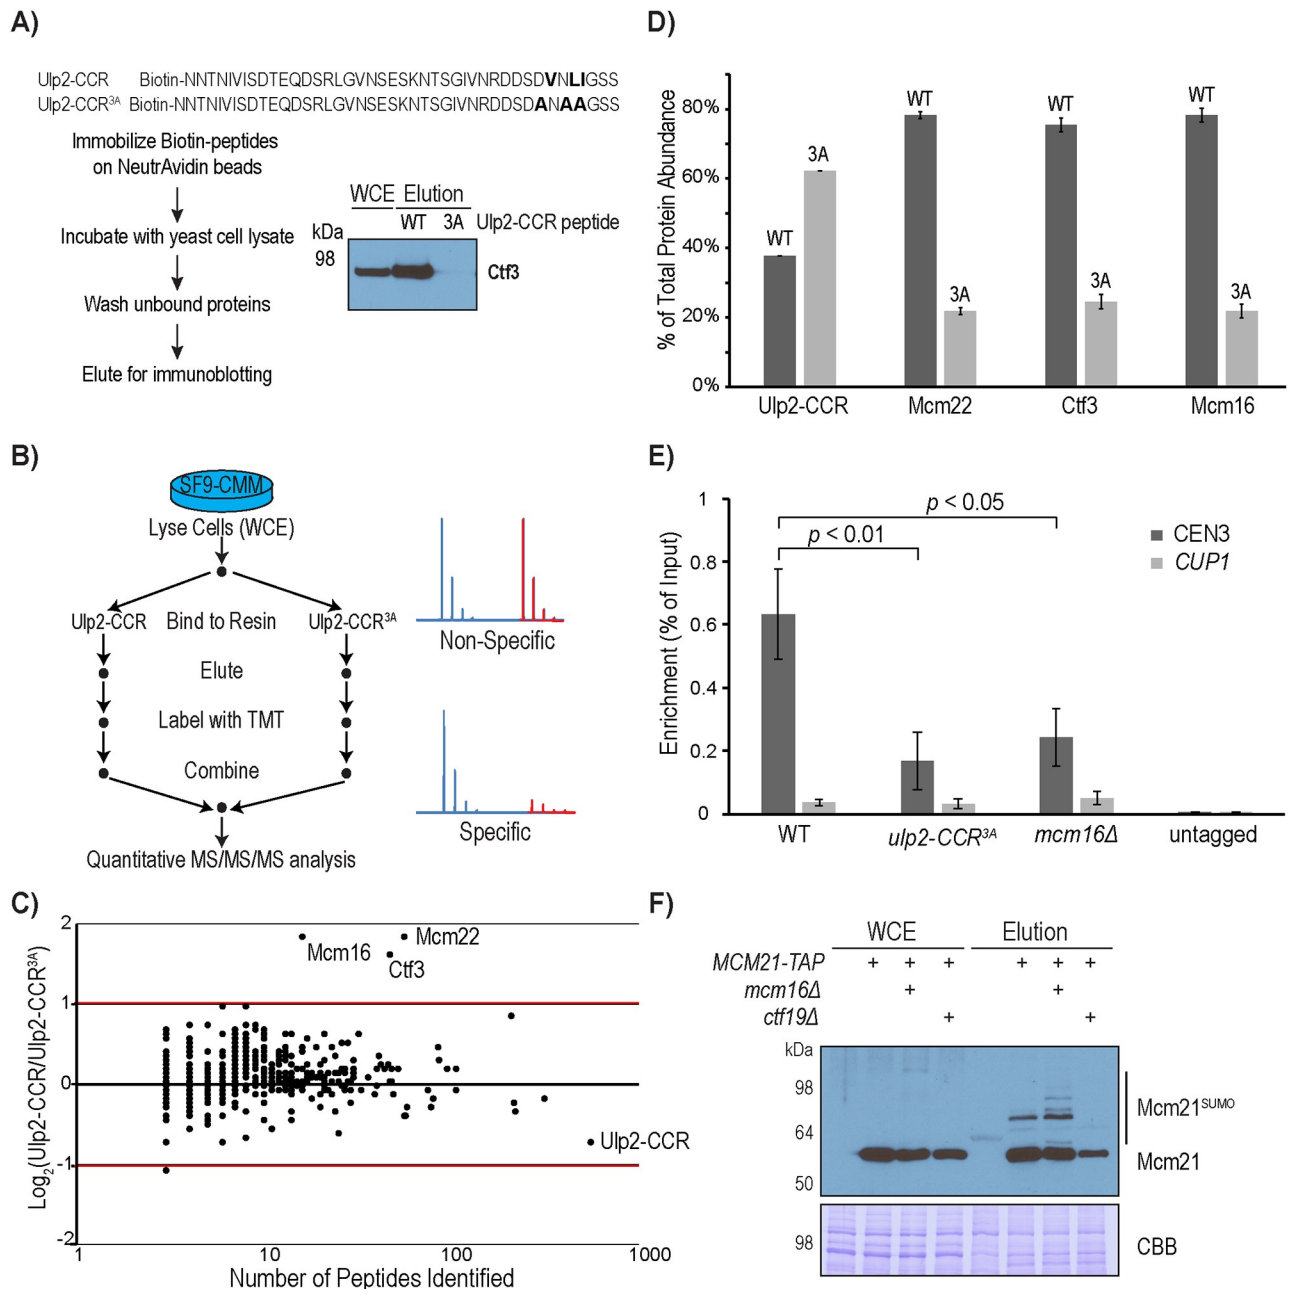 A)
Ulp2-CCR Biotin-NNTNIVISDTEQDSRLGVNSESKNTSGIVNRDDSDVNLIGSS
Ulp2-CCR3A Biotin-NNTNIVISDTEQDSRLGVNSESKNTSGIVNRDDSDANAAGSS
Immobilize Biotin-peptides
on NeutrAvidin beads
Incubate with yeast cell lysate
Wash unbound proteins
Elute for immunoblotting
WCE Elution
kDa WT 3A Ulp2-CCR peptide
98 Ctf3
B)
SF9-CMM
Lyse Cells (WCE)
Ulp2-CCR Bind to Resin Ulp2-CCR3A
Elute
Label with TMT
Combine
Quantitative MS/MS/MS analysis
Non-Specific
Specific
C)
Log2(Ulp2-CCR/Ulp2-CCR3A)
2
1
0
-1
-2
Mcm16
Mcm22
Ctf3
Ulp2-CCR
1 10 100 1000
Number of Peptides Identified
D)
% of Total Protein Abundance
80%
60%
40%
20%
0%
WT 3A WT 3A WT 3A WT 3A
Ulp2-CCR Mcm22 Ctf3 Mcm16
E)
Enrichment (% of Input)
1
0.8
0.6
0.4
0.2
0
p < 0.05
p < 0.01
CEN3
CUP1
WT ulp2-CCR3A mcm16Δ untagged
F)
WCE Elution
MCM21-TAP + + + + + +
mcm16Δ + +
ctf19Δ + +
kDa
98
64
50
Mcm21SUMO
Mcm21
98 CBB